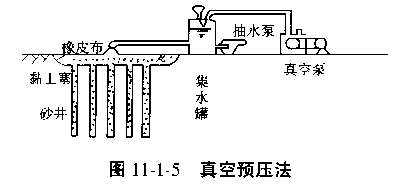 抽水泵
橡皮布
真空泵
黏土塞
集水罐
砂井
图 11-1-5 真空预压法